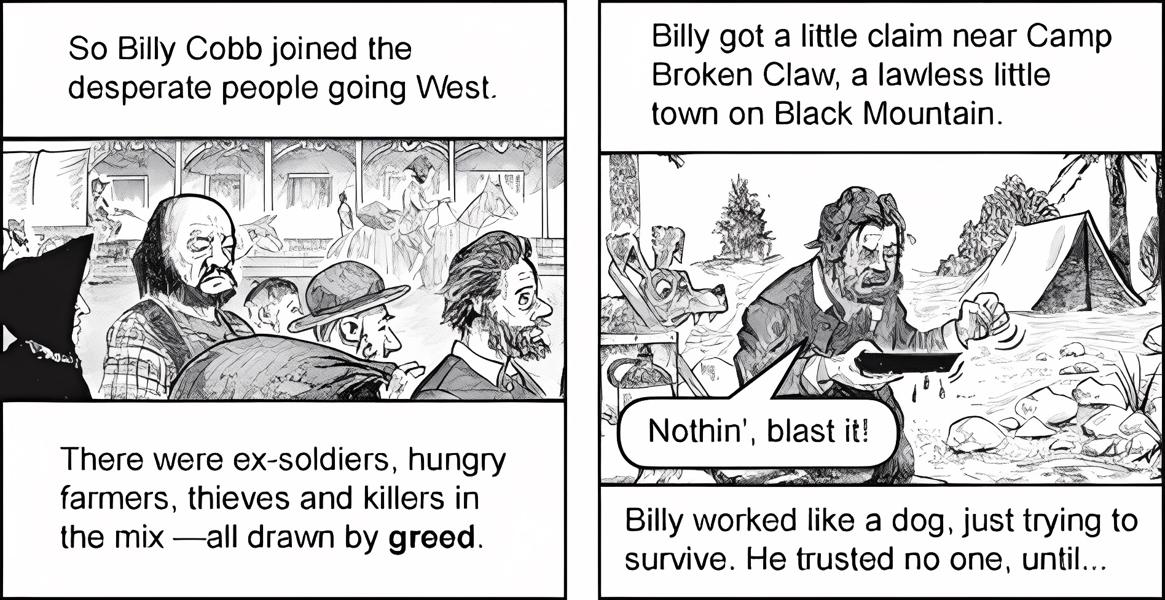 So Billy Cobb joined the
desperate people going West.
There were ex-soldiers, hungry
farmers, thieves and killers in
the mix —all drawn by greed.
Billy got a little claim near Camp
Broken Claw, a lawless little
town on Black Mountain.
Nothin', blast it!
Billy worked like a dog, just trying to
survive. He trusted no one, until...